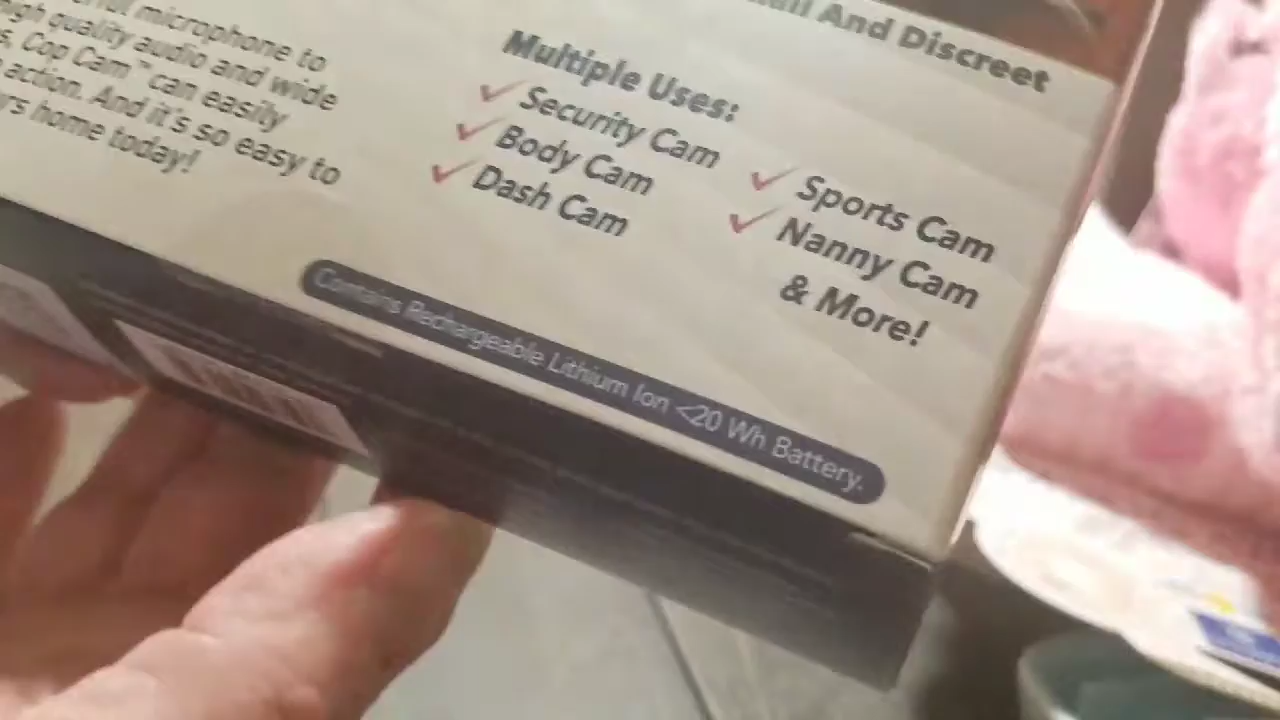 microphone to
quality audio and wide
Cop Cam™ can easily
action. And it's so easy to
home today!
And Discreet
Multiple Uses:
✓ Security Cam
✓ Body Cam
✓ Dash Cam
✓ Sports Cam
✓ Nanny Cam
& More!
Contains Rechargeable Lithium Ion <20 Wh Battery.